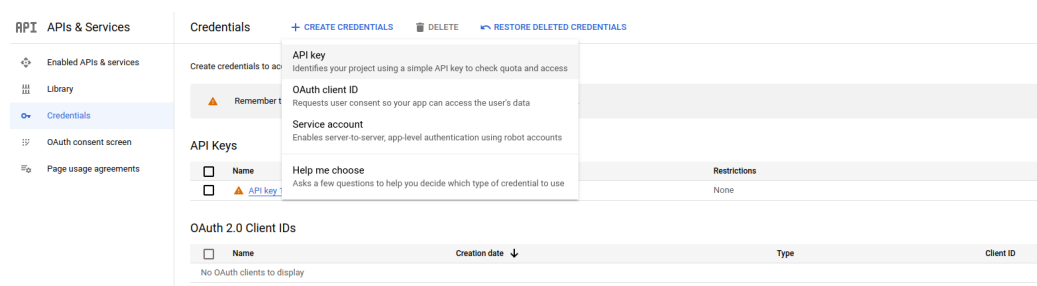 API APIs & Services
Enabled APIs & services
Library
Credentials
OAuth consent screen
Page usage agreements
Credentials
+ CREATE CREDENTIALS
DELETE
RESTORE DELETED CREDENTIALS
Create credentials to ac
Remember t
API key
Identifies your project using a simple API key to check quota and access
OAuth client ID
Requests user consent so your app can access the user's data
Service account
Enables server-to-server, app-level authentication using robot accounts
Help me choose
Asks a few questions to help you decide which type of credential to use
API Keys
Name Restrictions
API key None
OAuth 2.0 Client IDs
Name Creation date Type Client ID
No OAuth clients to display